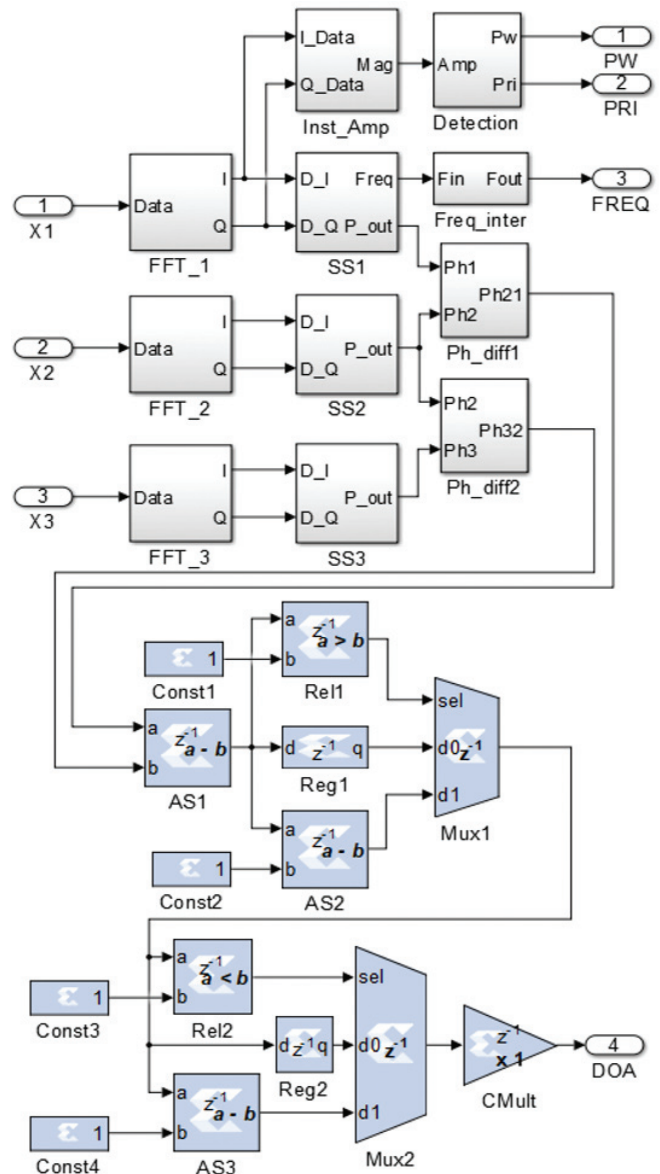 I_Data
Q_Data
Mag
Inst_Amp
Amp
Pw
Pri
Detection
1
PW
2
PRI
1
X1
Data
I
Q
FFT_1
D_I
D_Q
Freq
P_out
SS1
Fin
Fout
Freq_inter
3
FREQ
Ph1
Ph2
Ph21
Ph_diff1
2
X2
Data
I
Q
FFT_2
D_I
D_Q
P_out
SS2
Ph2
Ph3
Ph32
Ph_diff2
3
X3
Data
I
Q
FFT_3
D_I
D_Q
P_out
SS3
1
Const1
a
b
z-1
a > b
Rel1
a
b
z-1
a - b
AS1
d
z-1
q
Reg1
sel
d0
d1
z-1
Mux1
1
Const2
a
b
z-1
a - b
AS2
1
Const3
a
b
z-1
a < b
Rel2
d
z-1
q
Reg2
sel
d0
d1
z-1
Mux2
z-1
x 1
CMult
4
DOA
1
Const4
a
b
z-1
a - b
AS3